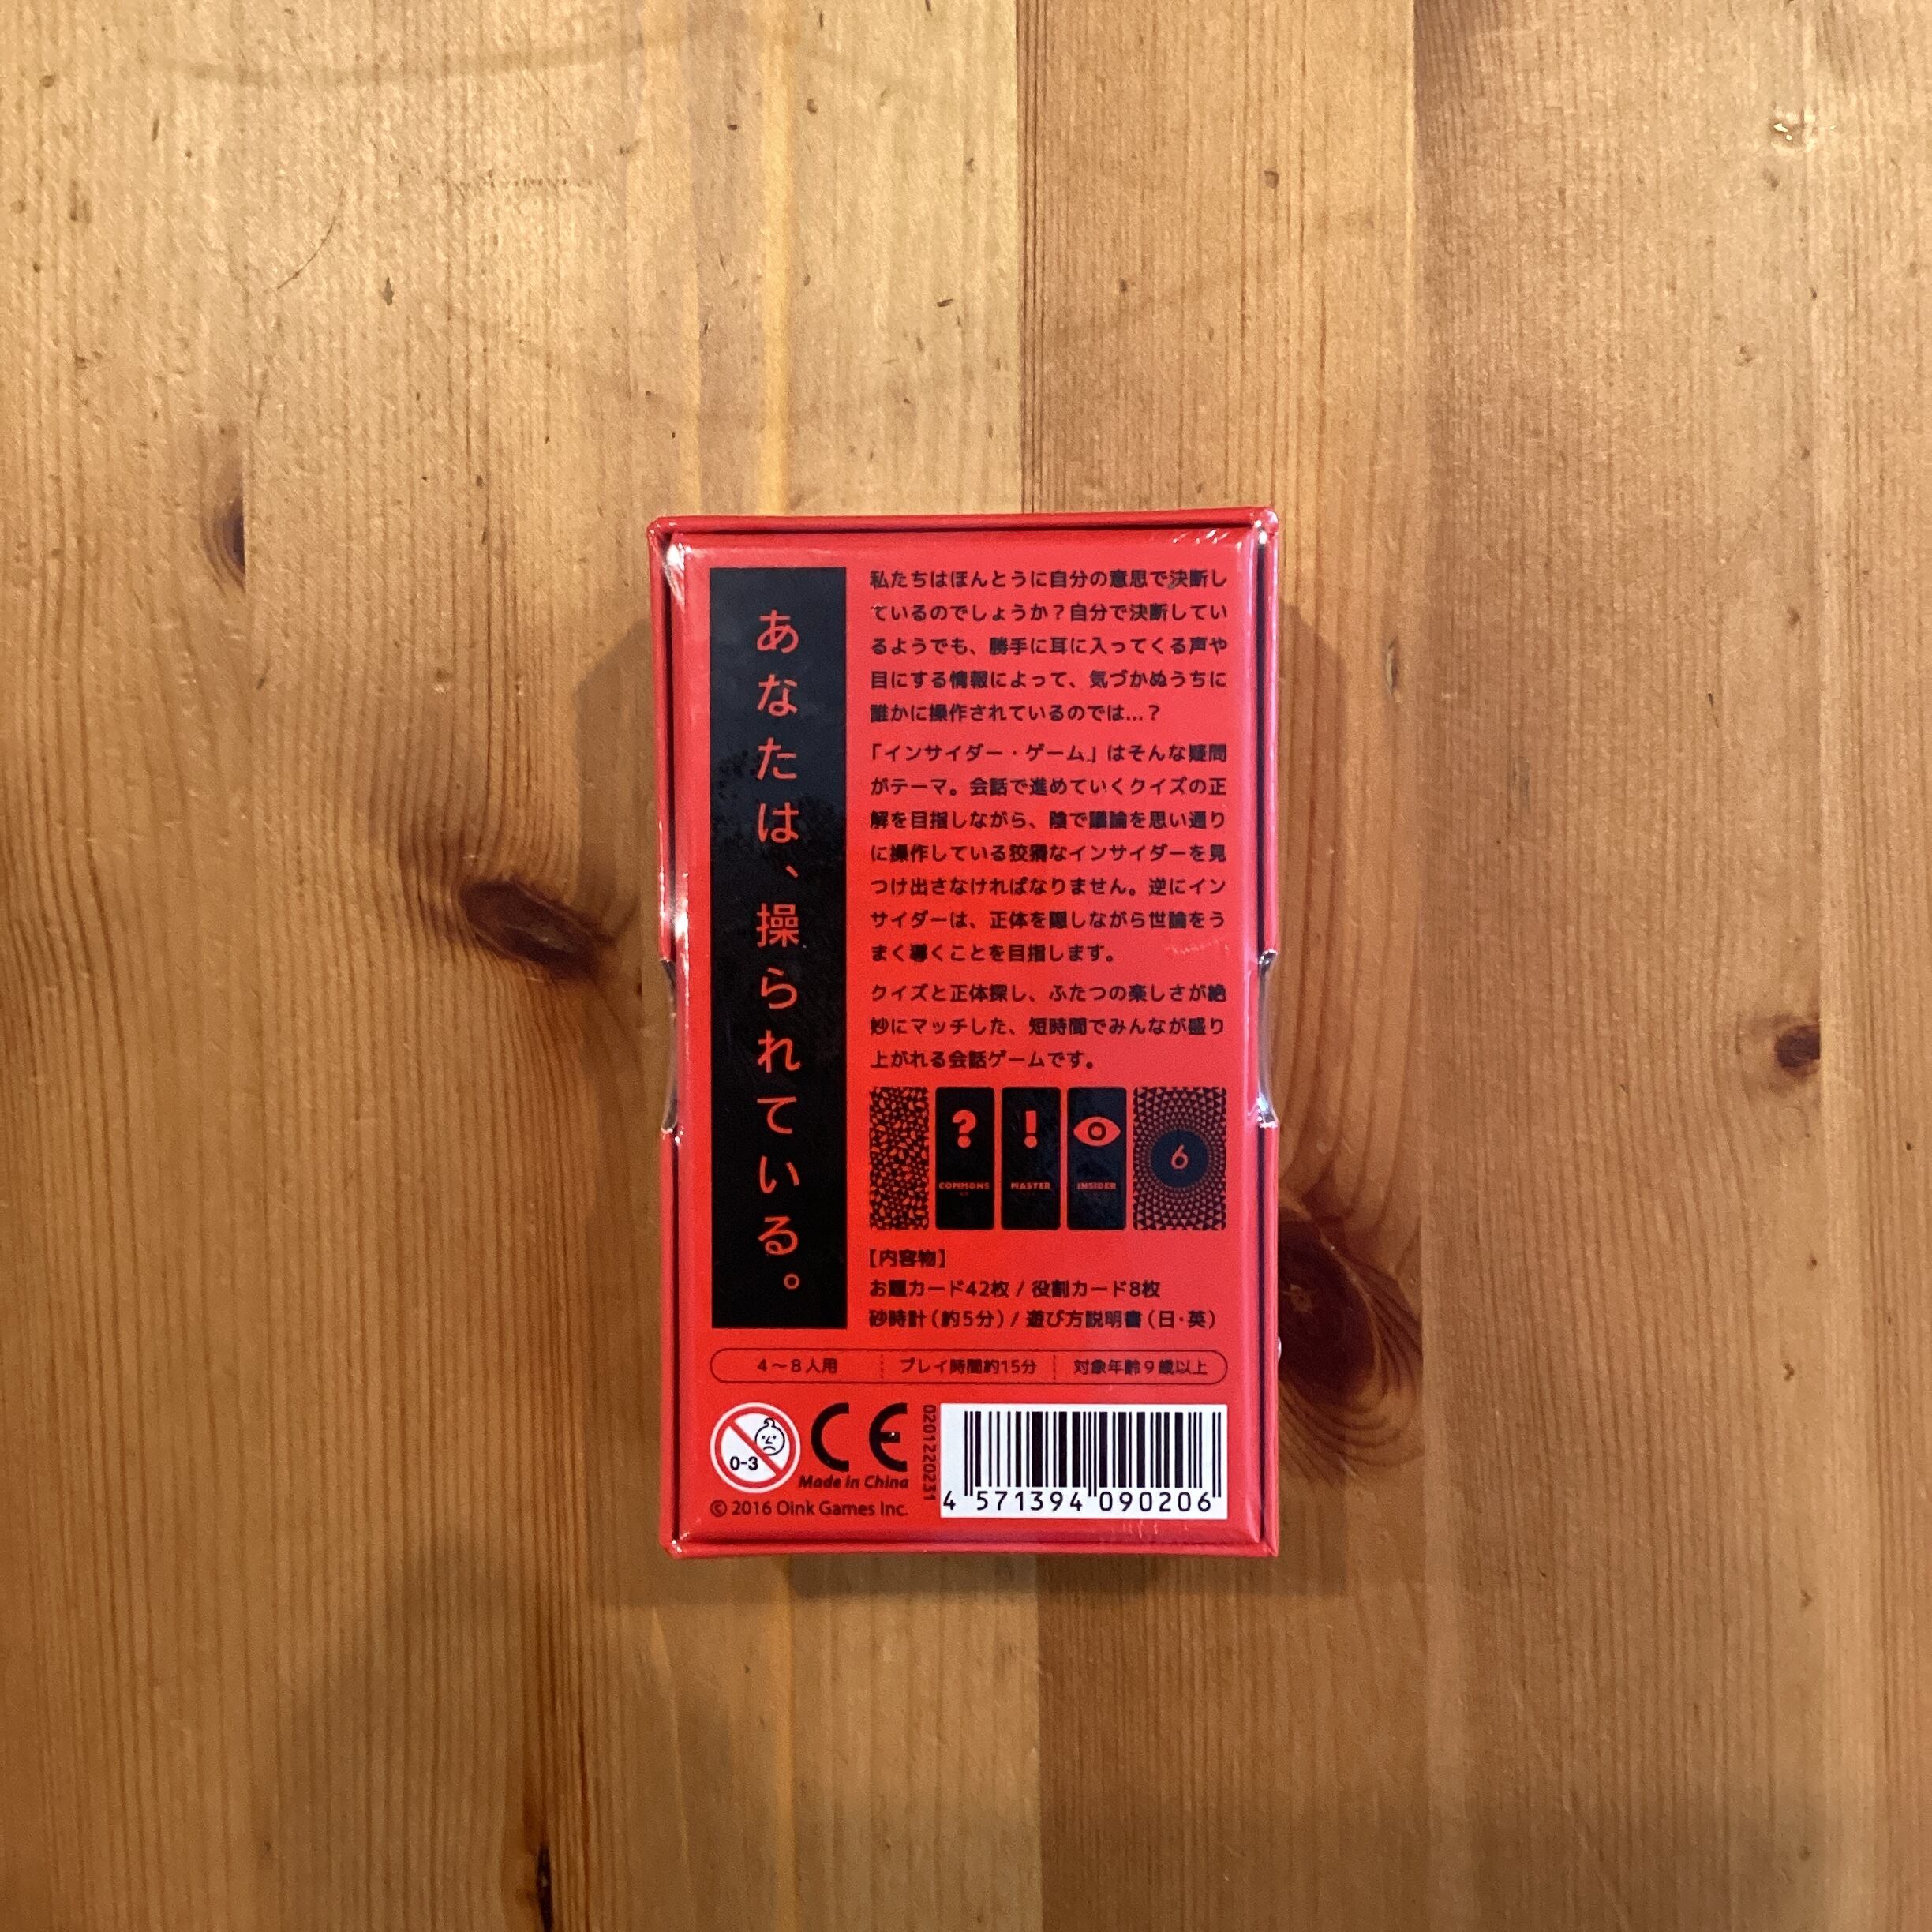 あなたは、操られている。
私たちはほんとうに自分の意思で決断し
ているのでしょうか？自分で決断してい
るようでも、勝手に耳に入ってくる声や
目にする情報によって、気づかぬうちに
誰かに操作されているのでは…？
「インサイダー・ゲーム」はそんな疑問
がテーマ。会話で進めていくクイズの正
解を目指しながら、陰で議論を思い通り
に操作している狡猾なインサイダーを見
つけ出さなければなりません。逆にイン
サイダーは、正体を隠しながら世論をう
まく導くことを目指します。
クイズと正体探し、ふたつの楽しさが絶
妙にマッチした、短時間でみんなが盛り
上がれる会話ゲームです。
? ! 6
COMMONS MASTER INSIDER
【内容物】
お題カード42枚 / 役割カード8枚
砂時計（約5分）/ 遊び方説明書（日・英）
4〜8人用 プレイ時間約15分 対象年齢9歳以上
0-3 CE
Made in China
© 2016 Oink Games Inc.
0201220231
4 571394 090206